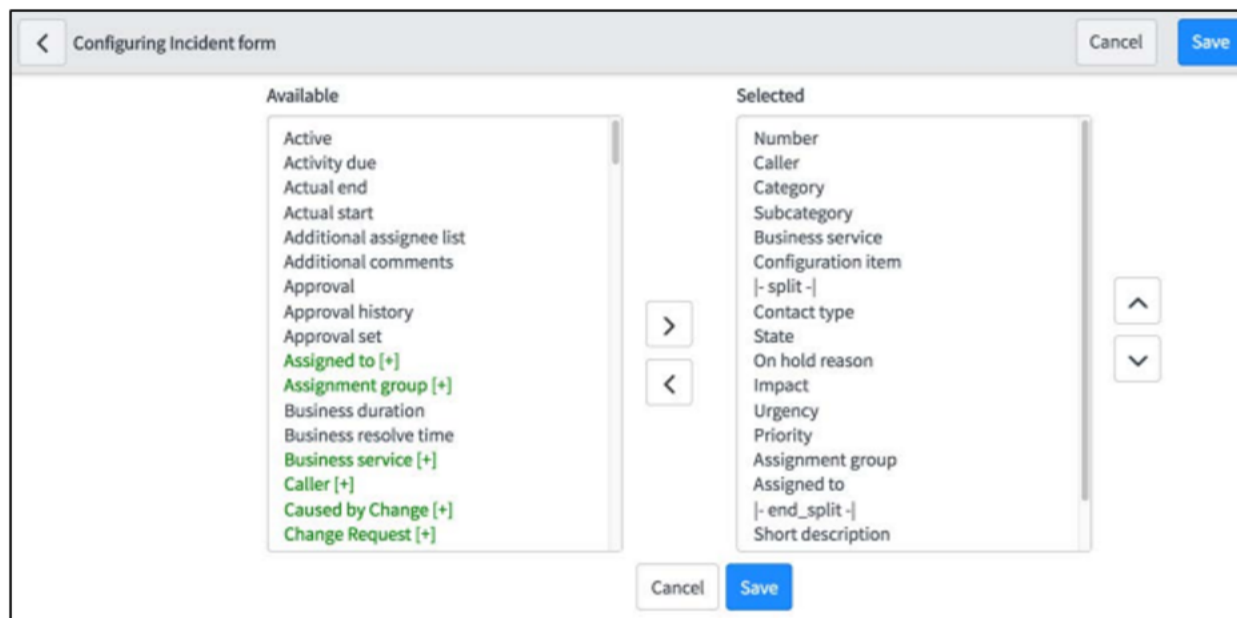 Configuring Incident form
Cancel
Save
Available
Active
Activity due
Actual end
Actual start
Additional assignee list
Additional comments
Approval
Approval history
Approval set
Assigned to [+]
Assignment group [+]
Business duration
Business resolve time
Business service [+]
Caller [+]
Caused by Change [+]
Change Request [+]
Selected
Number
Caller
Category
Subcategory
Business service
Configuration item
|- split -|
Contact type
State
On hold reason
Impact
Urgency
Priority
Assignment group
Assigned to
|- end_split -|
Short description
Cancel
Save